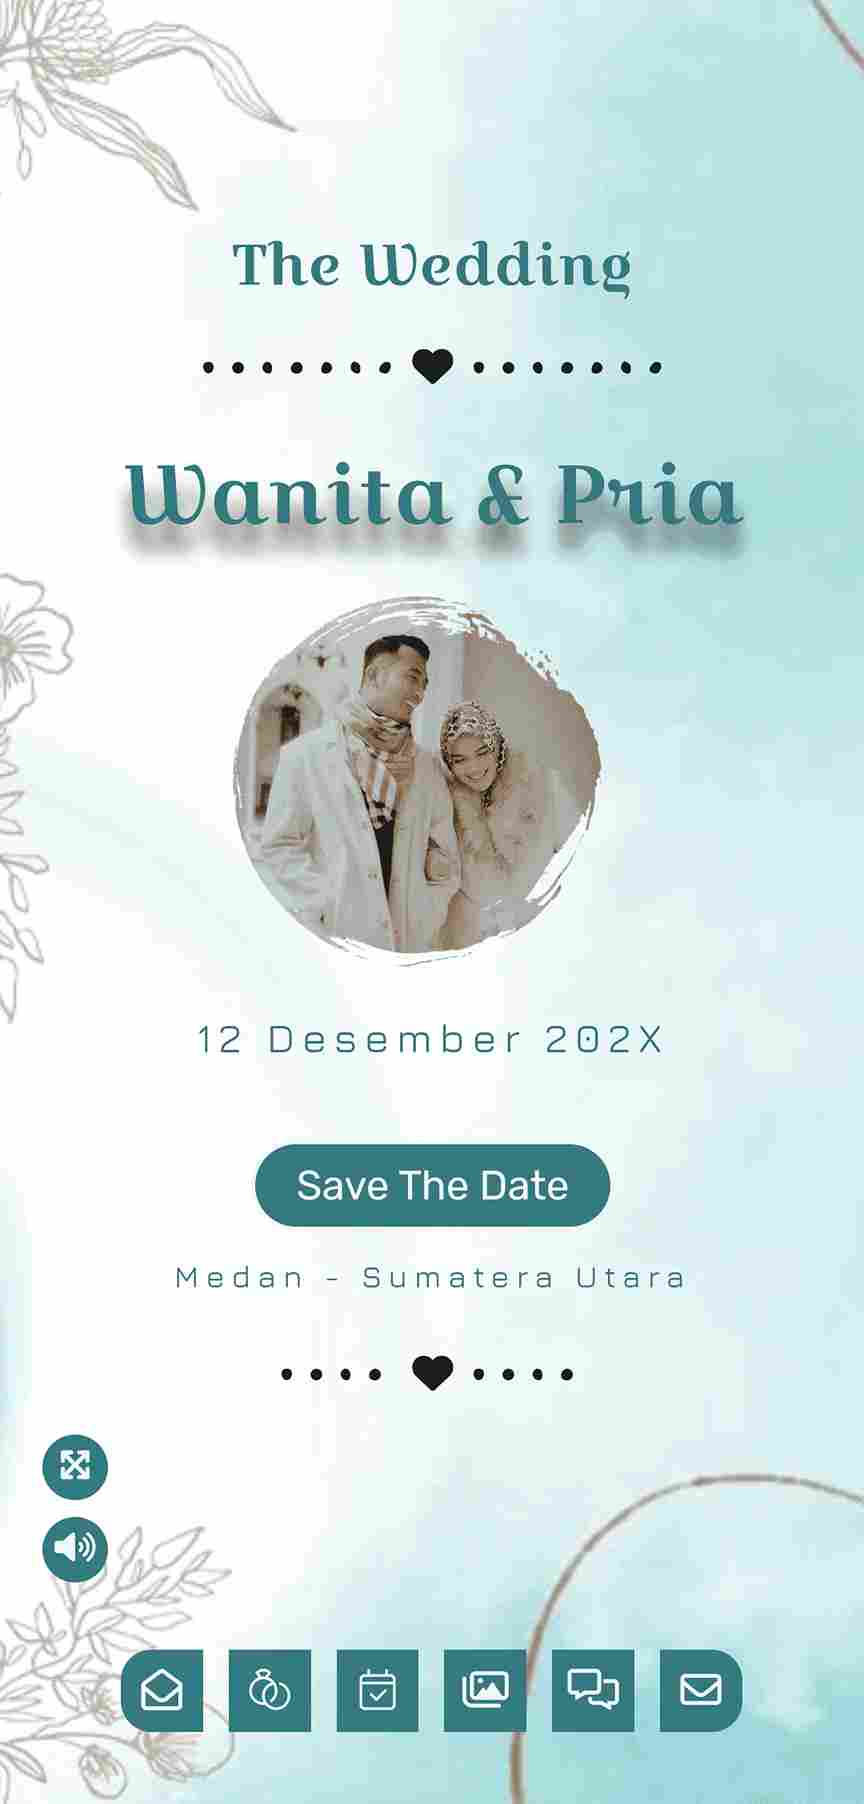 The Wedding
Wanita & Pria
12 Desember 202X
Save The Date
Medan - Sumatera Utara